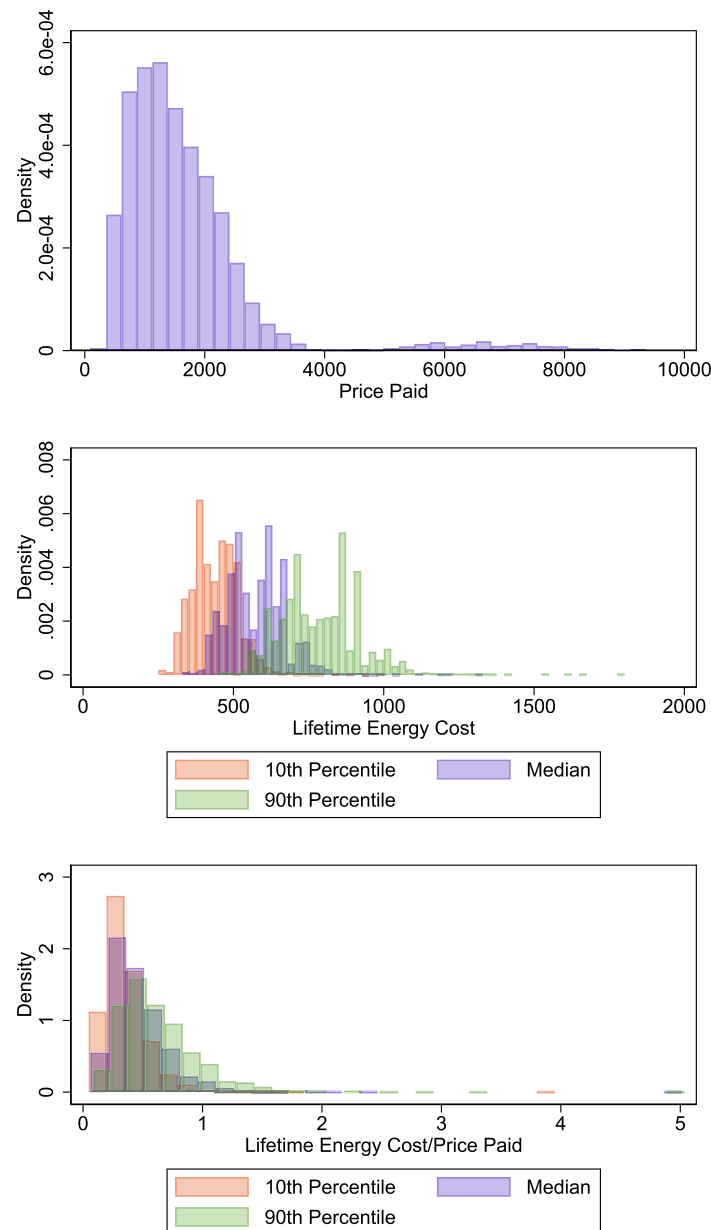 6.0e-04
4.0e-04
2.0e-04
0
Density
0 2000 4000 6000 8000 10000
Price Paid
.008
.006
.004
.002
0
Density
0 500 1000 1500 2000
Lifetime Energy Cost
10th Percentile Median
90th Percentile
3
2
1
0
Density
0 1 2 3 4 5
Lifetime Energy Cost/Price Paid
10th Percentile Median
90th Percentile